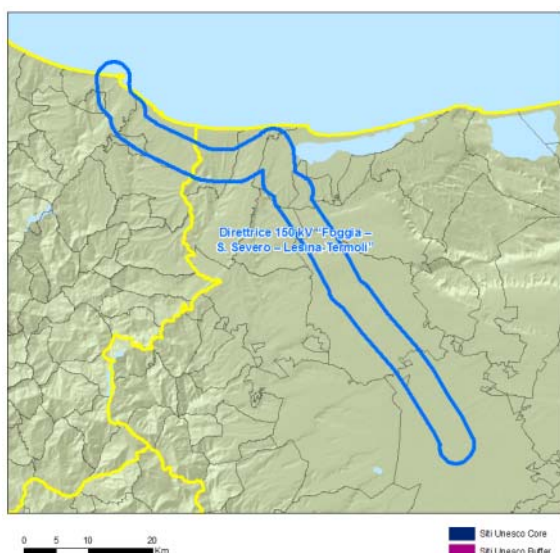 Direttrice 150 kV "Foggia –
S. Severo – Lesina-Termoli"
0 5 10 20
Km
Siti Unesco Core
Siti Unesco Buffer